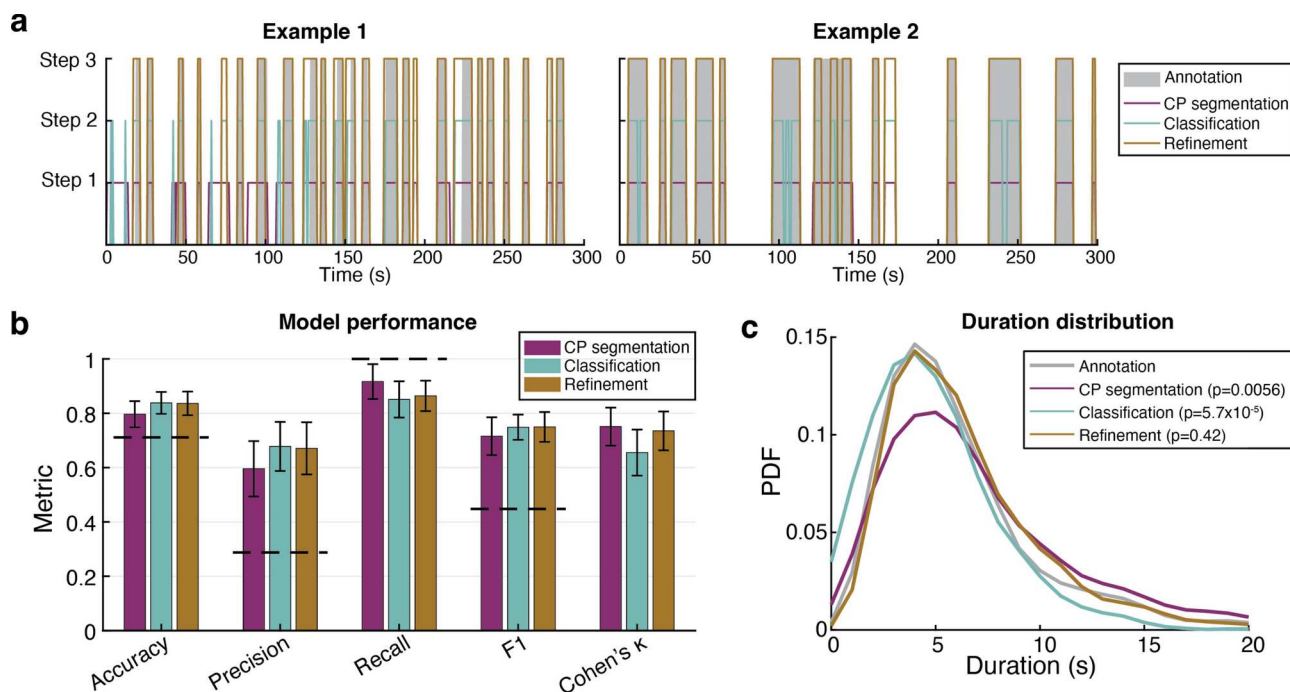 a
Example 1
Example 2
Step 3
Step 2
Step 1
0
50
100
150
200
250
300
Time (s)
0
50
100
150
200
250
300
Time (s)
Annotation
CP segmentation
Classification
Refinement
b
Model performance
CP segmentation
Classification
Refinement
Metric
1
0.8
0.6
0.4
0.2
0
Accuracy
Precision
Recall
F1
Cohen's κ
c
Duration distribution
Annotation
CP segmentation (p=0.0056)
Classification (p=5.7x10⁻⁵)
Refinement (p=0.42)
PDF
0.15
0.1
0.05
0
0
5
10
15
20
Duration (s)